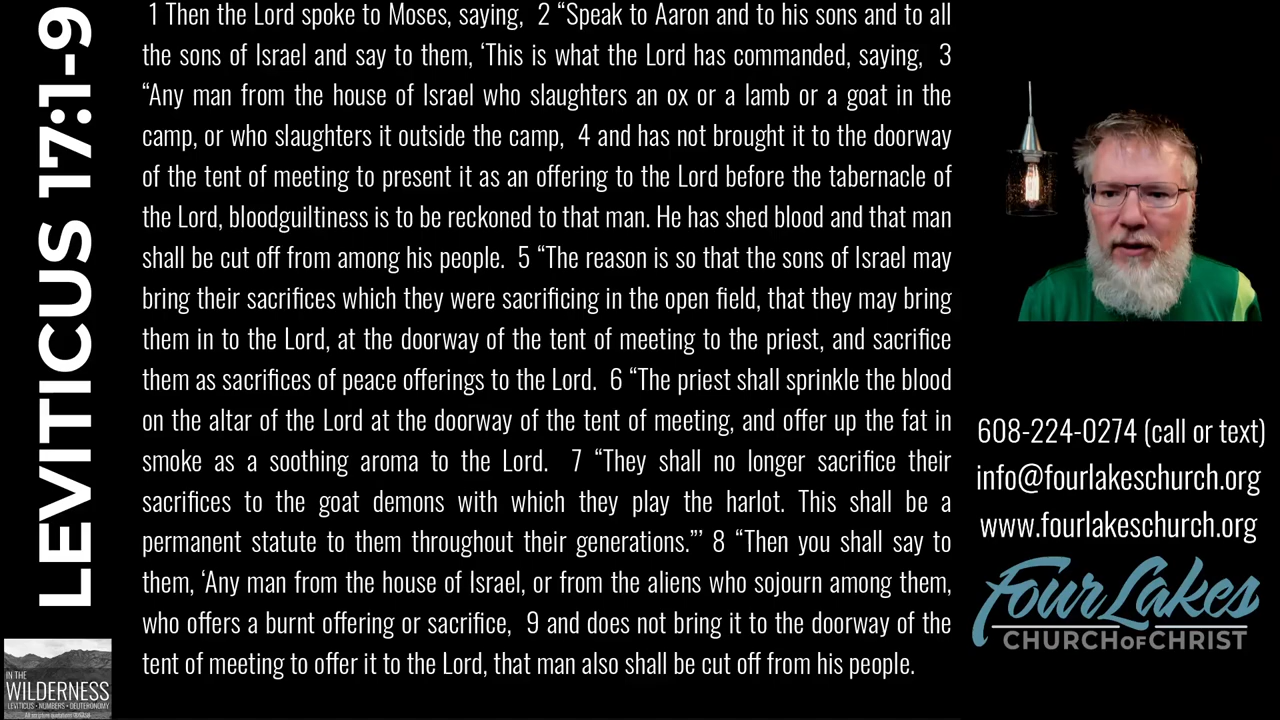 LEVITICUS 17:1-9
1 Then the Lord spoke to Moses, saying, 2 “Speak to Aaron and to his sons and to all
the sons of Israel and say to them, ‘This is what the Lord has commanded, saying, 3
“Any man from the house of Israel who slaughters an ox or a lamb or a goat in the
camp, or who slaughters it outside the camp, 4 and has not brought it to the doorway
of the tent of meeting to present it as an offering to the Lord before the tabernacle of
the Lord, bloodguiltiness is to be reckoned to that man. He has shed blood and that man
shall be cut off from among his people. 5 “The reason is so that the sons of Israel may
bring their sacrifices which they were sacrificing in the open field, that they may bring
them in to the Lord, at the doorway of the tent of meeting to the priest, and sacrifice
them as sacrifices of peace offerings to the Lord. 6 “The priest shall sprinkle the blood
on the altar of the Lord at the doorway of the tent of meeting, and offer up the fat in
smoke as a soothing aroma to the Lord. 7 “They shall no longer sacrifice their
sacrifices to the goat demons with which they play the harlot. This shall be a
permanent statute to them throughout their generations.”’ 8 “Then you shall say to
them, ‘Any man from the house of Israel, or from the aliens who sojourn among them,
who offers a burnt offering or sacrifice, 9 and does not bring it to the doorway of the
tent of meeting to offer it to the Lord, that man also shall be cut off from his people.
608-224-0274 (call or text)
info@fourlakeschurch.org
www.fourlakeschurch.org
Four Lakes
CHURCH OF CHRIST
IN THE
WILDERNESS
LEVITICUS • NUMBERS • DEUTERONOMY